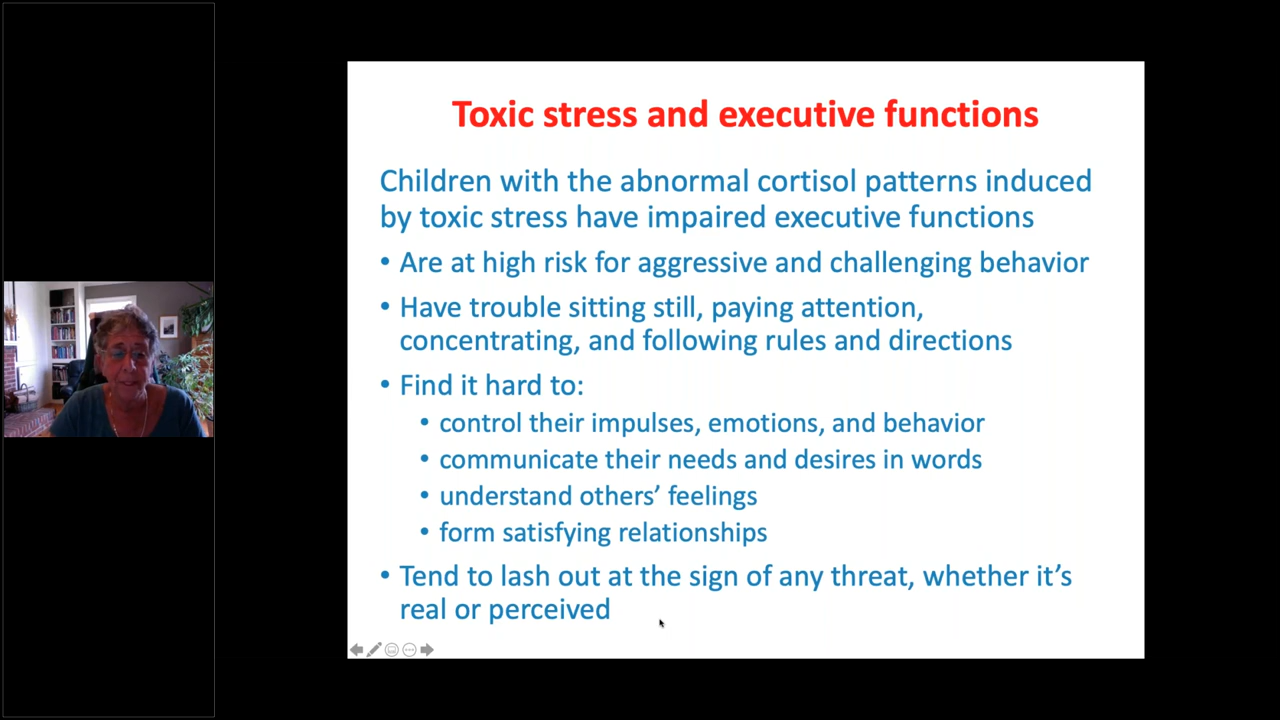 Toxic stress and executive functions
Children with the abnormal cortisol patterns induced
by toxic stress have impaired executive functions
• Are at high risk for aggressive and challenging behavior
• Have trouble sitting still, paying attention,
concentrating, and following rules and directions
• Find it hard to:
• control their impulses, emotions, and behavior
• communicate their needs and desires in words
• understand others’ feelings
• form satisfying relationships
• Tend to lash out at the sign of any threat, whether it’s
real or perceived